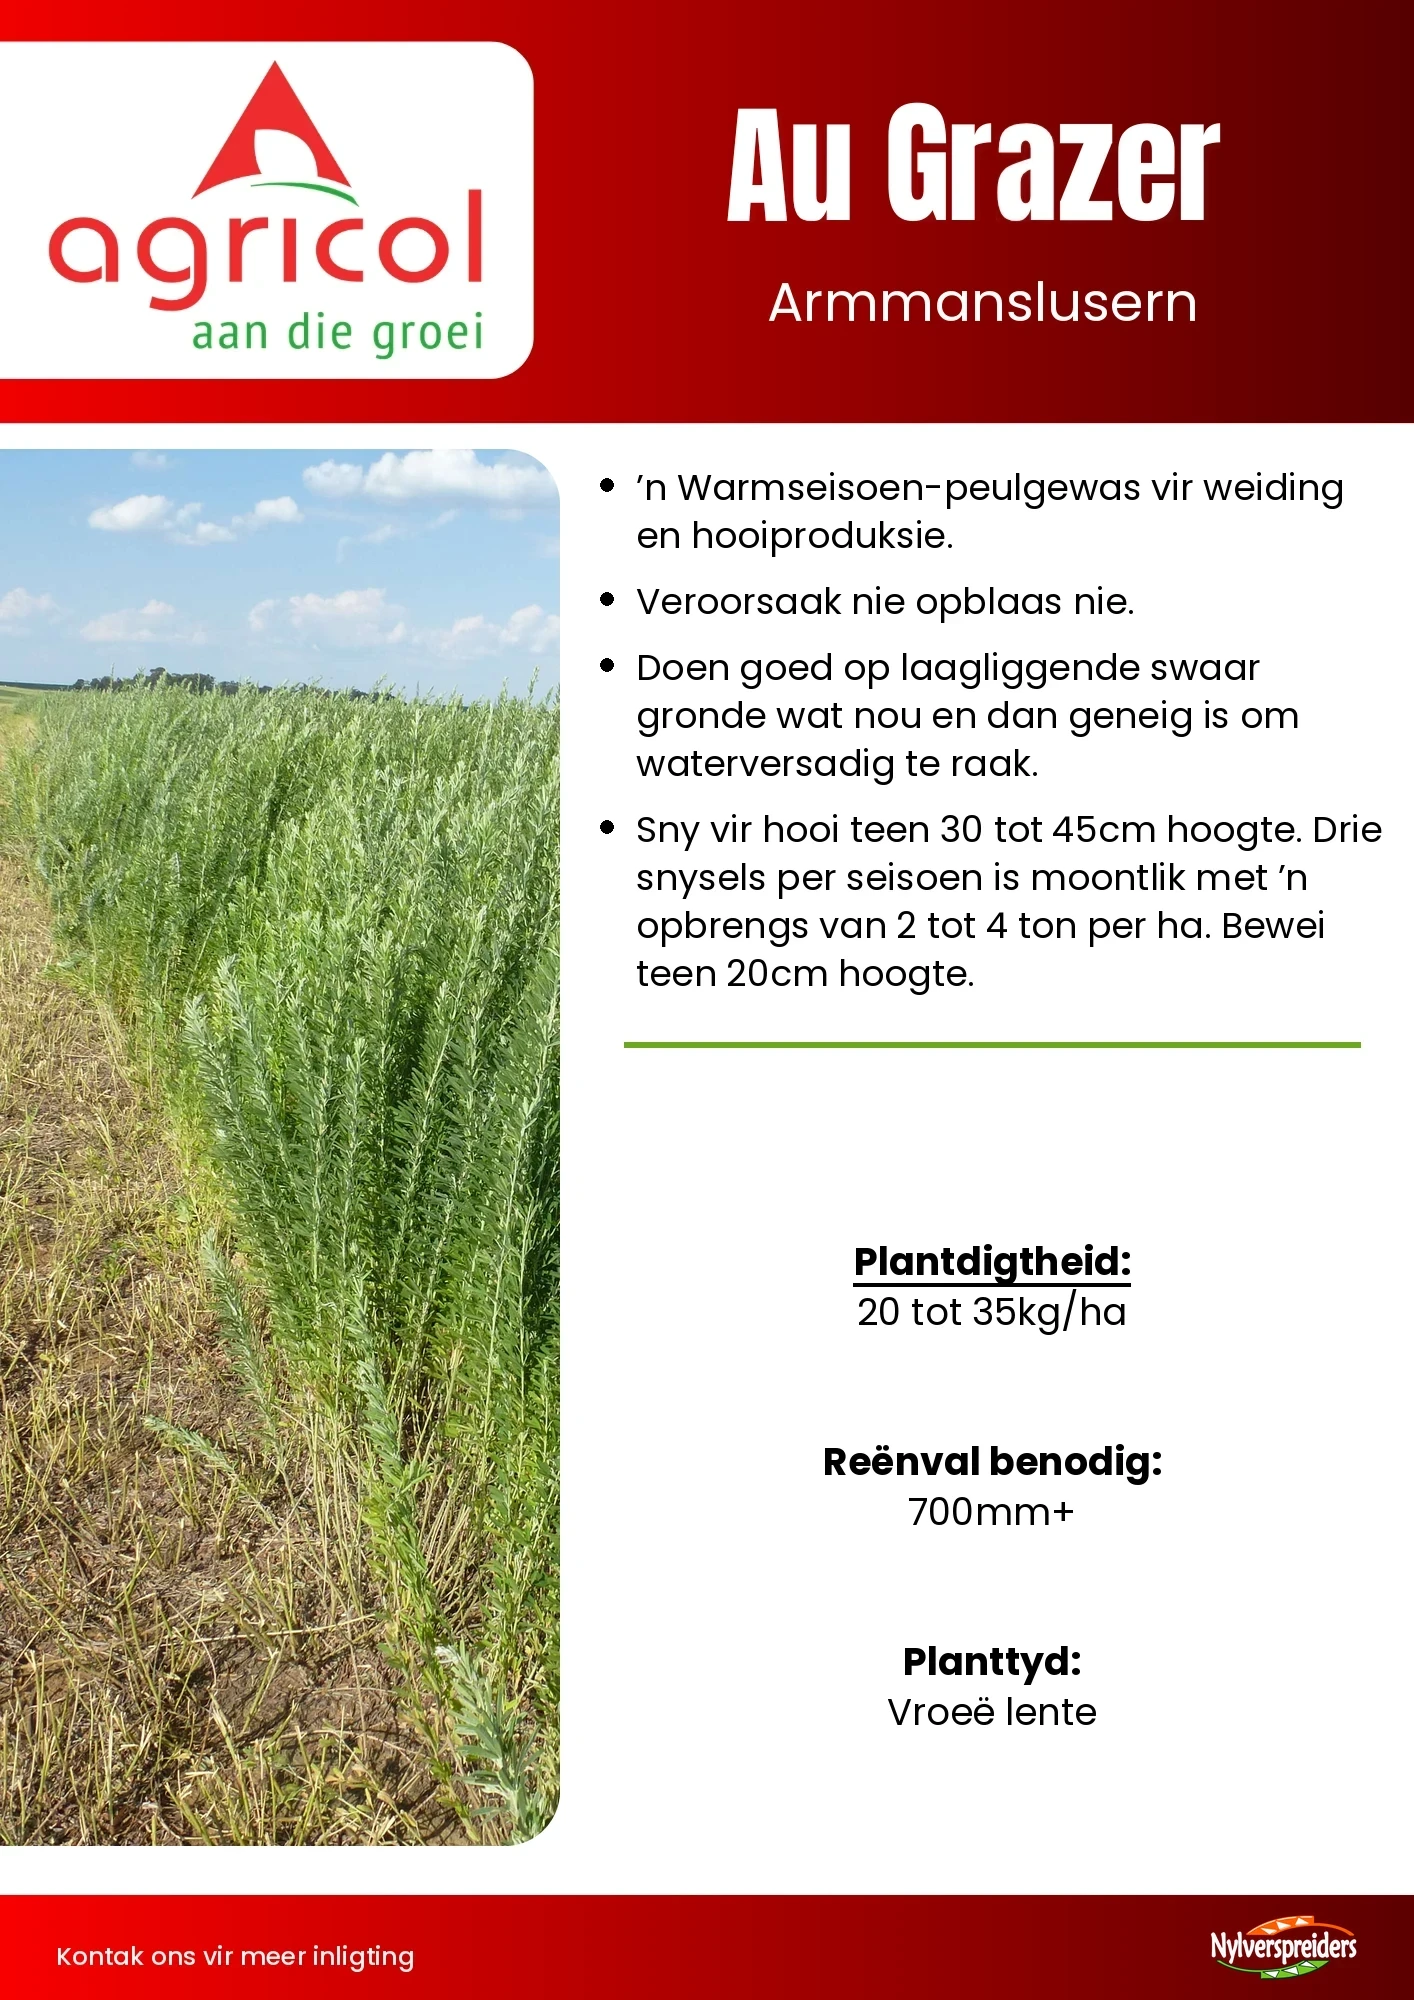 agricol
aan die groei
Au Grazer
Armmanslusern
• ’n Warmseisoen-peulgewas vir weiding
en hooiproduksie.
• Veroorsaak nie opblaas nie.
• Doen goed op laagliggende swaar
gronde wat nou en dan geneig is om
waterversadig te raak.
• Sny vir hooi teen 30 tot 45cm hoogte. Drie
snysels per seisoen is moontlik met ’n
opbrengs van 2 tot 4 ton per ha. Bewei
teen 20cm hoogte.
Plantdigtheid:
20 tot 35kg/ha
Reënval benodig:
700mm+
Planttyd:
Vroeë lente
Kontak ons vir meer inligting
Nylverspreiders